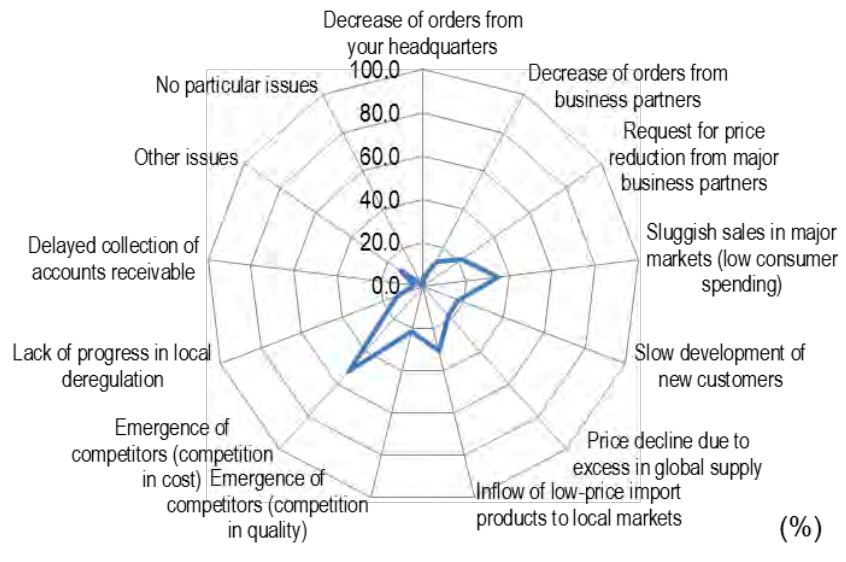 Decrease of orders from
your headquarters
Decrease of orders from
business partners
Request for price
reduction from major
business partners
Sluggish sales in major
markets (low consumer
spending)
Slow development of
new customers
Price decline due to
excess in global supply
Inflow of low-price import
products to local markets
Emergence of
competitors (competition
in quality)
Emergence of
competitors (competition
in cost)
Lack of progress in local
deregulation
Delayed collection of
accounts receivable
Other issues
No particular issues
100.0
80.0
60.0
40.0
20.0
0.0
(%)